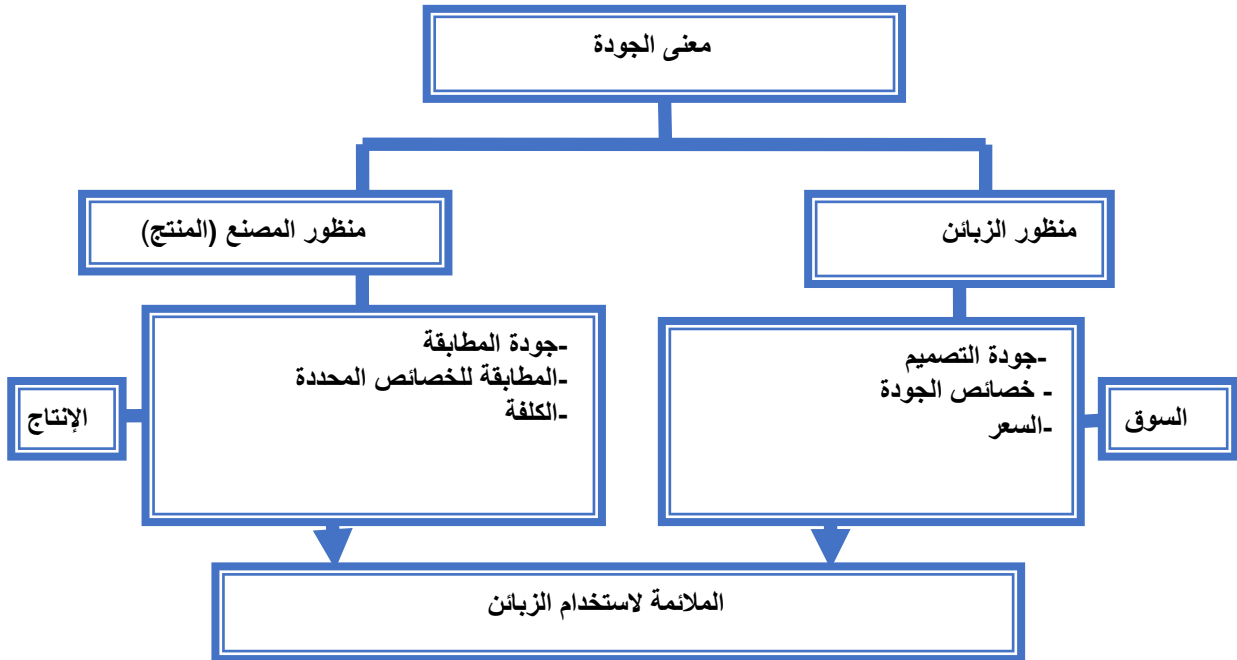 معنى الجودة
منظور الزبائن
منظور المصنع (المنتج)
-جودة التصميم
- خصائص الجودة
-السعر
السوق
-جودة المطابقة
-المطابقة للخصائص المحددة
-الكلفة
الإنتاج
الملائمة لاستخدام الزبائن